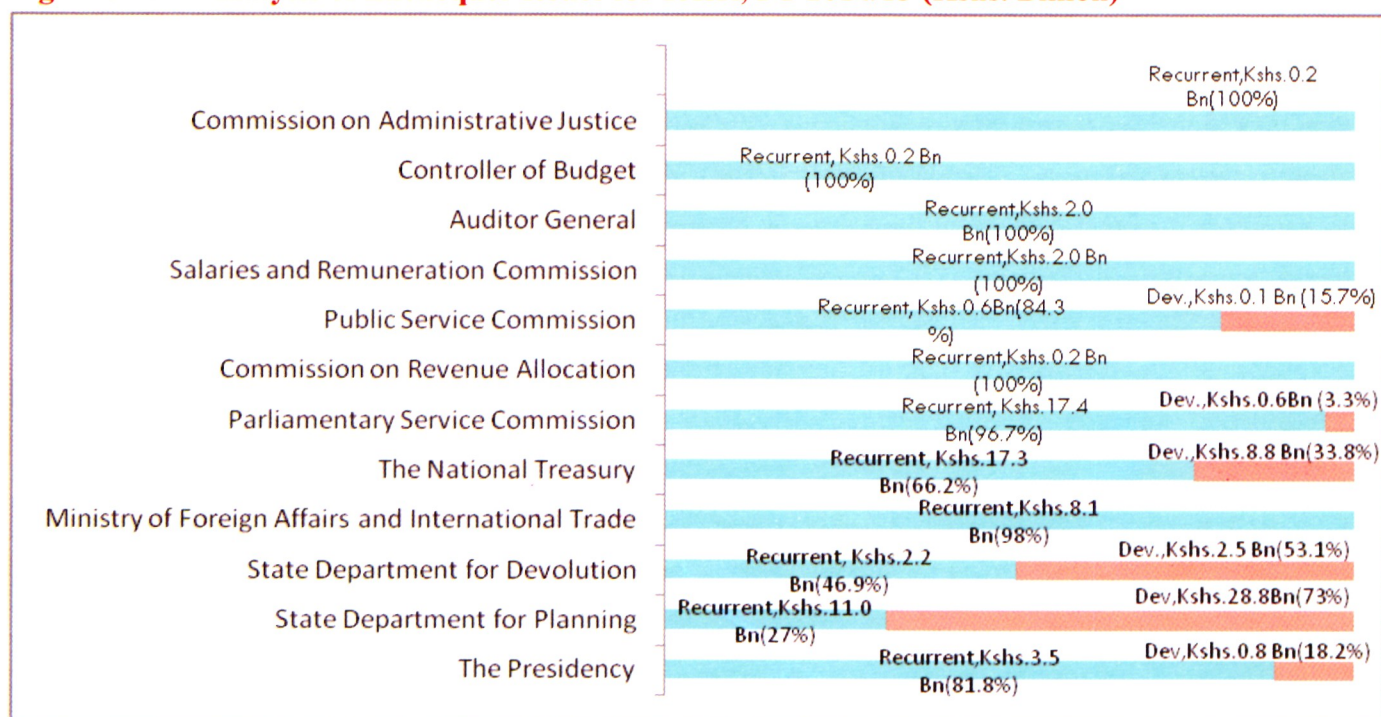 Recurrent,Kshs.0.2
Bn(100%)
Commission on Administrative Justice
Recurrent, Kshs.0.2 Bn
(100%)
Controller of Budget
Recurrent,Kshs.2.0
Bn(100%)
Auditor General
Recurrent,Kshs.2.0 Bn
(100%)
Salaries and Remuneration Commission
Recurrent, Kshs.0.6Bn(84.3
%)
Dev.,Kshs.0.1 Bn (15.7%)
Public Service Commission
Recurrent,Kshs.0.2 Bn
(100%)
Commission on Revenue Allocation
Recurrent, Kshs.17.4
Bn(96.7%)
Dev.,Kshs.0.6Bn (3.3%)
Parliamentary Service Commission
Recurrent, Kshs.17.3
Bn(66.2%)
Dev.,Kshs.8.8 Bn(33.8%)
The National Treasury
Recurrent,Kshs.8.1
Bn(98%)
Ministry of Foreign Affairs and International Trade
Recurrent, Kshs.2.2
Bn(46.9%)
Dev.,Kshs.2.5 Bn(53.1%)
State Department for Devolution
Recurrent,Kshs.11.0
Bn(27%)
Dev,Kshs.28.8Bn(73%)
State Department for Planning
Recurrent,Kshs.3.5
Bn(81.8%)
Dev,Kshs.0.8 Bn(18.2%)
The Presidency